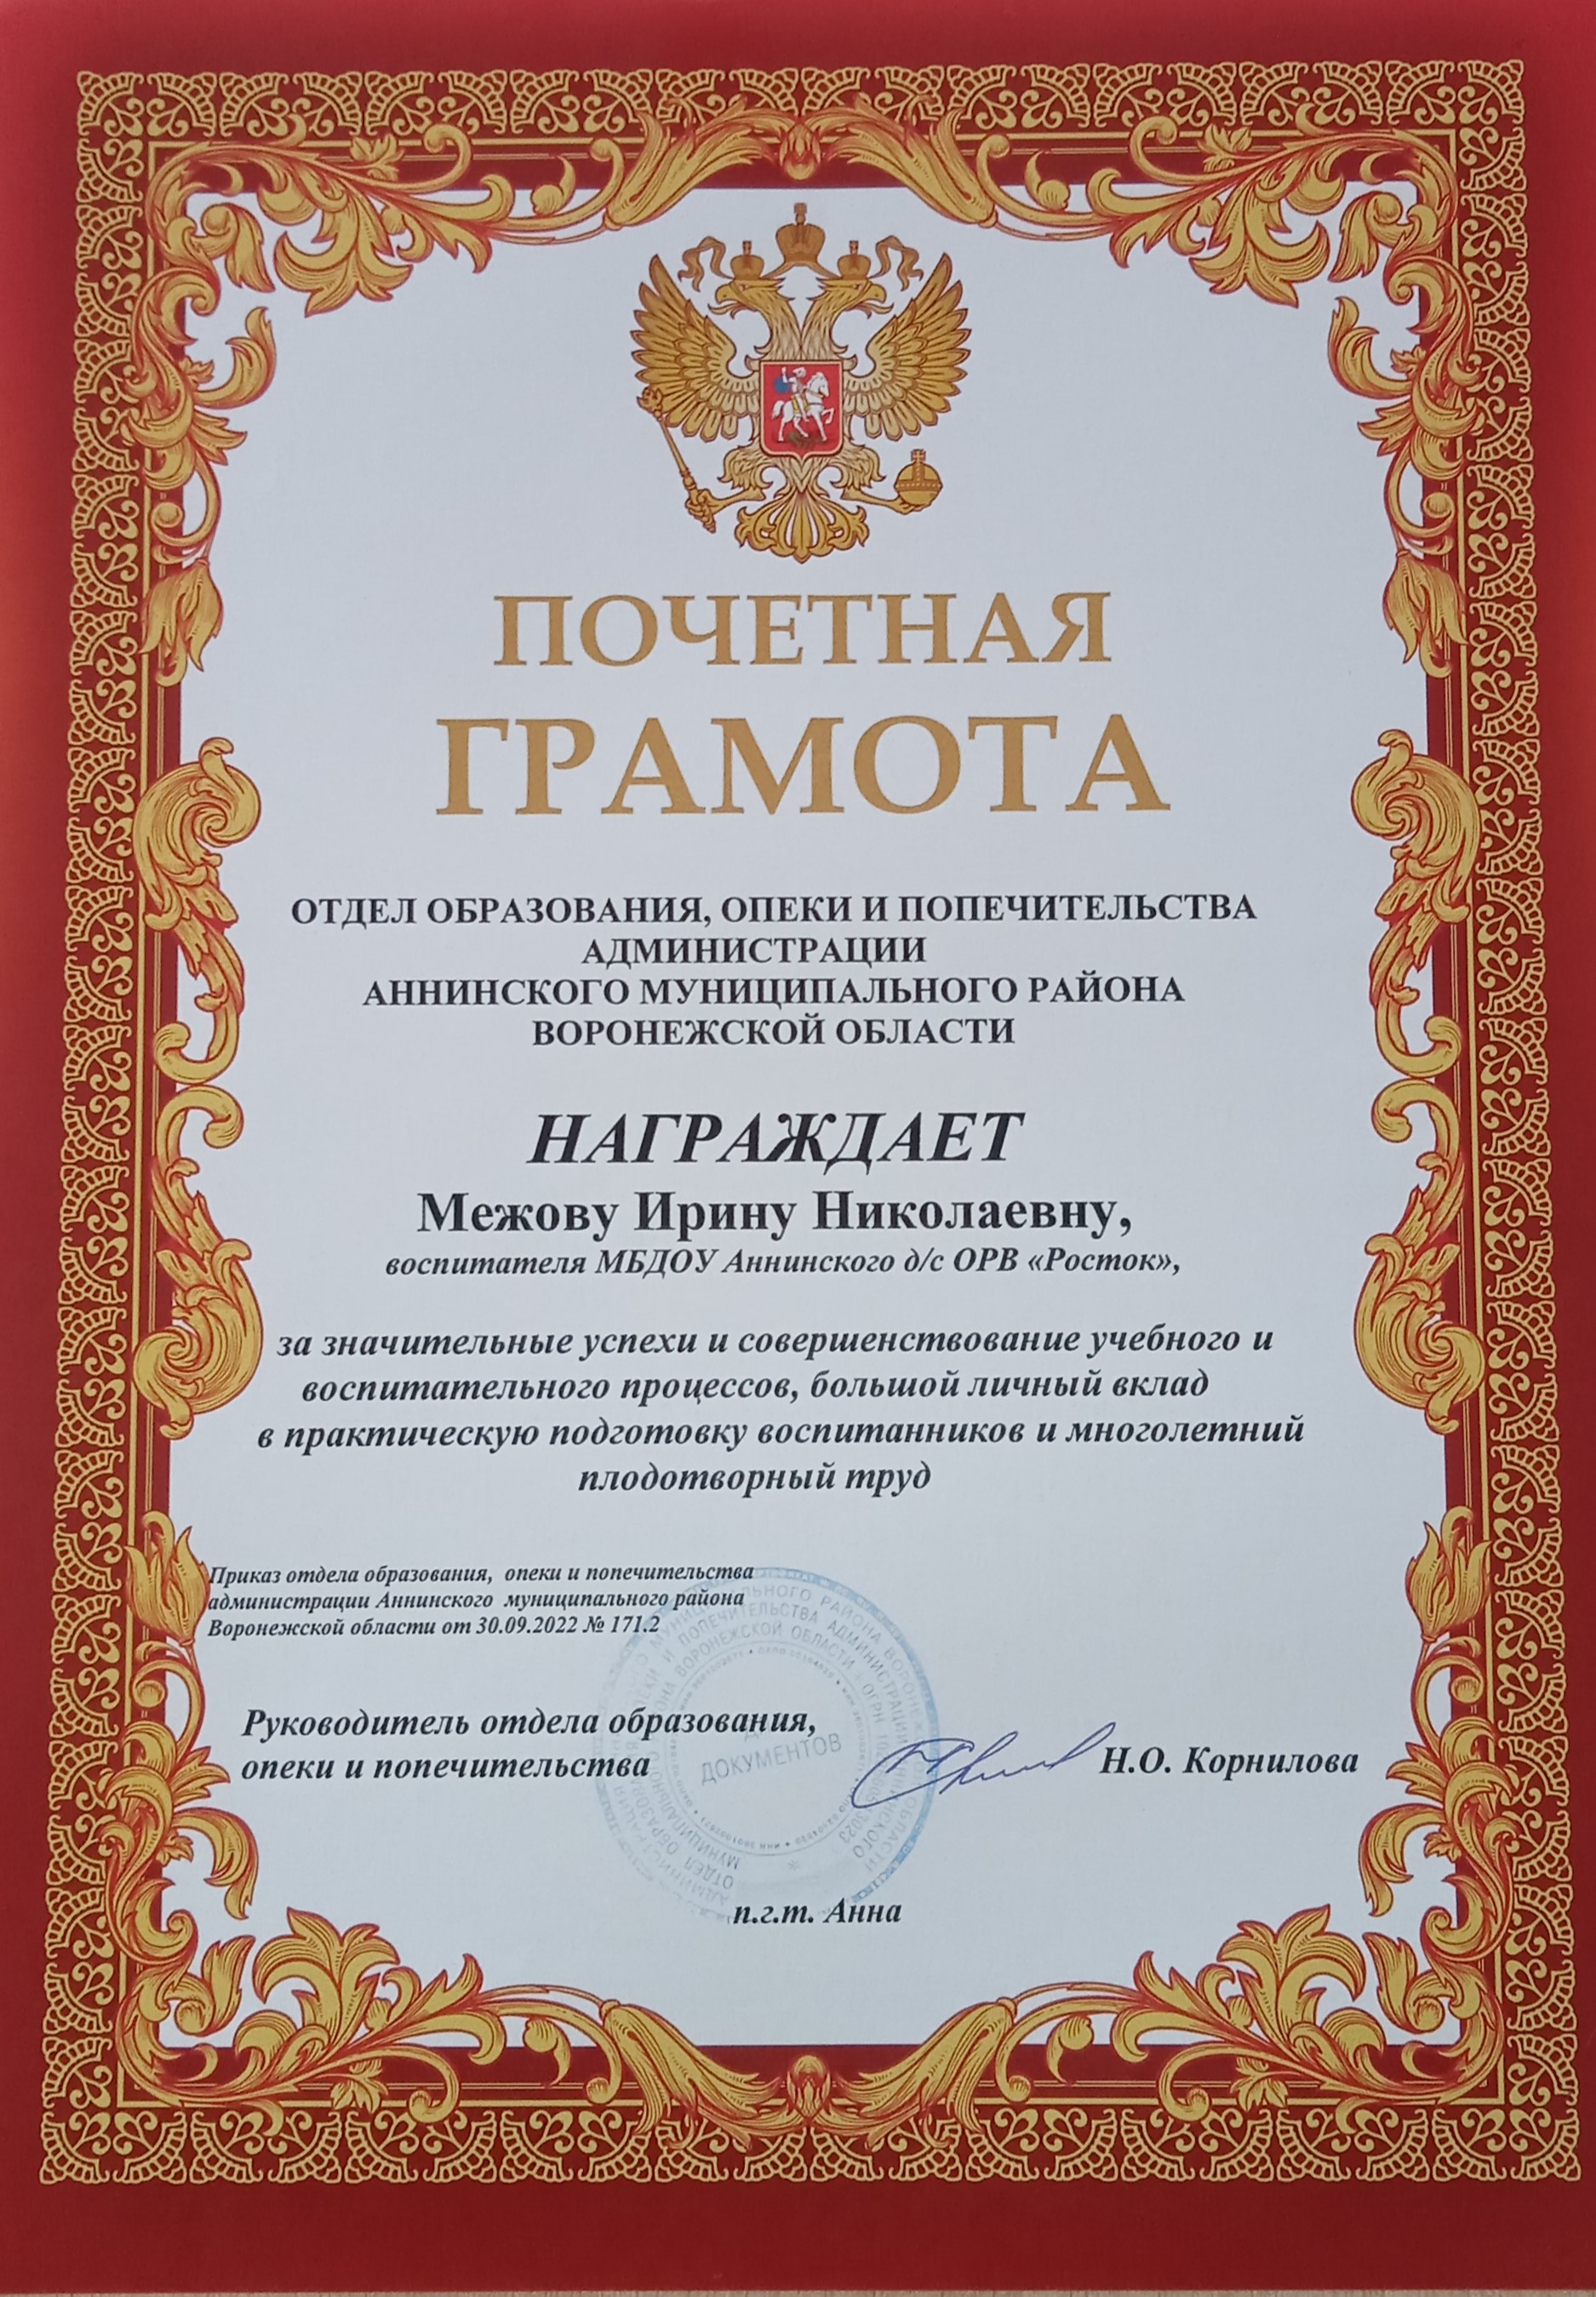 ПОЧЕТНАЯ
ГРАМОТА
ОТДЕЛ ОБРАЗОВАНИЯ, ОПЕКИ И ПОПЕЧИТЕЛЬСТВА
АДМИНИСТРАЦИИ
АННИНСКОГО МУНИЦИПАЛЬНОГО РАЙОНА
ВОРОНЕЖСКОЙ ОБЛАСТИ
НАГРАЖДАЕТ
Межову Ирину Николаевну,
воспитателя МБДОУ Аннинского д/с ОРВ «Росток»,
за значительные успехи и совершенствование учебного и
воспитательного процессов, большой личный вклад
в практическую подготовку воспитанников и многолетний
плодотворный труд
Приказ отдела образования, опеки и попечительства
администрации Аннинского муниципального района
Воронежской области от 30.09.2022 № 171.2
Руководитель отдела образования,
опеки и попечительства
Н.О. Корнилова
ДОКУМЕНТОВ
п.г.т. Анна